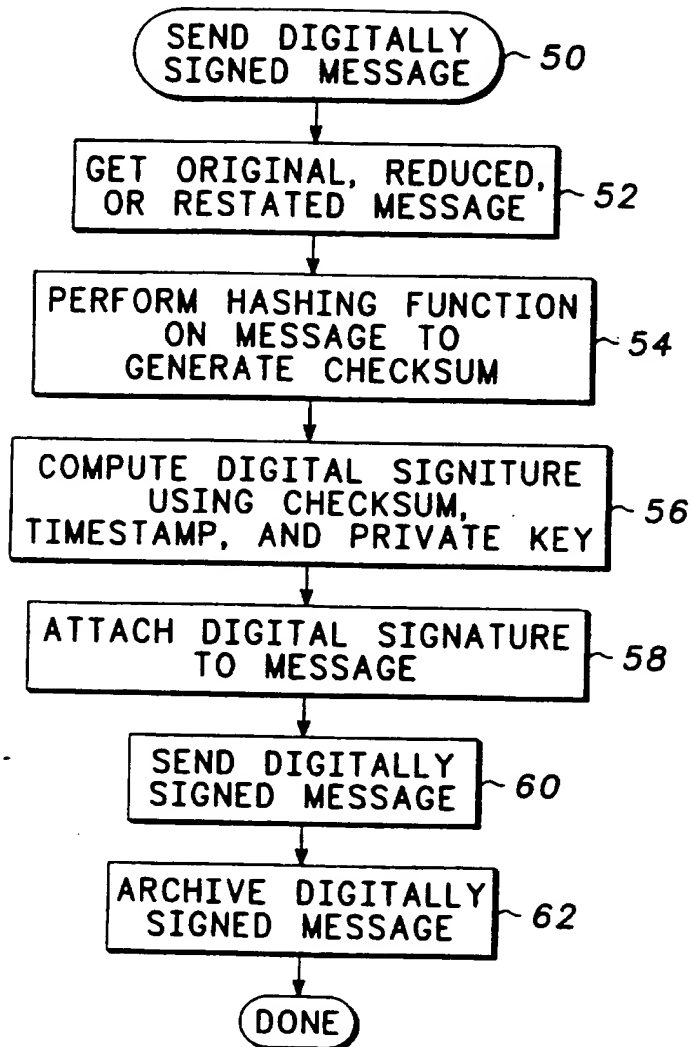 SEND DIGITALLY
SIGNED MESSAGE
50
GET ORIGINAL, REDUCED,
OR RESTATED MESSAGE
52
PERFORM HASHING FUNCTION
ON MESSAGE TO
GENERATE CHECKSUM
54
COMPUTE DIGITAL SIGNITURE
USING CHECKSUM,
TIMESTAMP, AND PRIVATE KEY
56
ATTACH DIGITAL SIGNATURE
TO MESSAGE
58
SEND DIGITALLY
SIGNED MESSAGE
60
ARCHIVE DIGITALLY
SIGNED MESSAGE
62
DONE